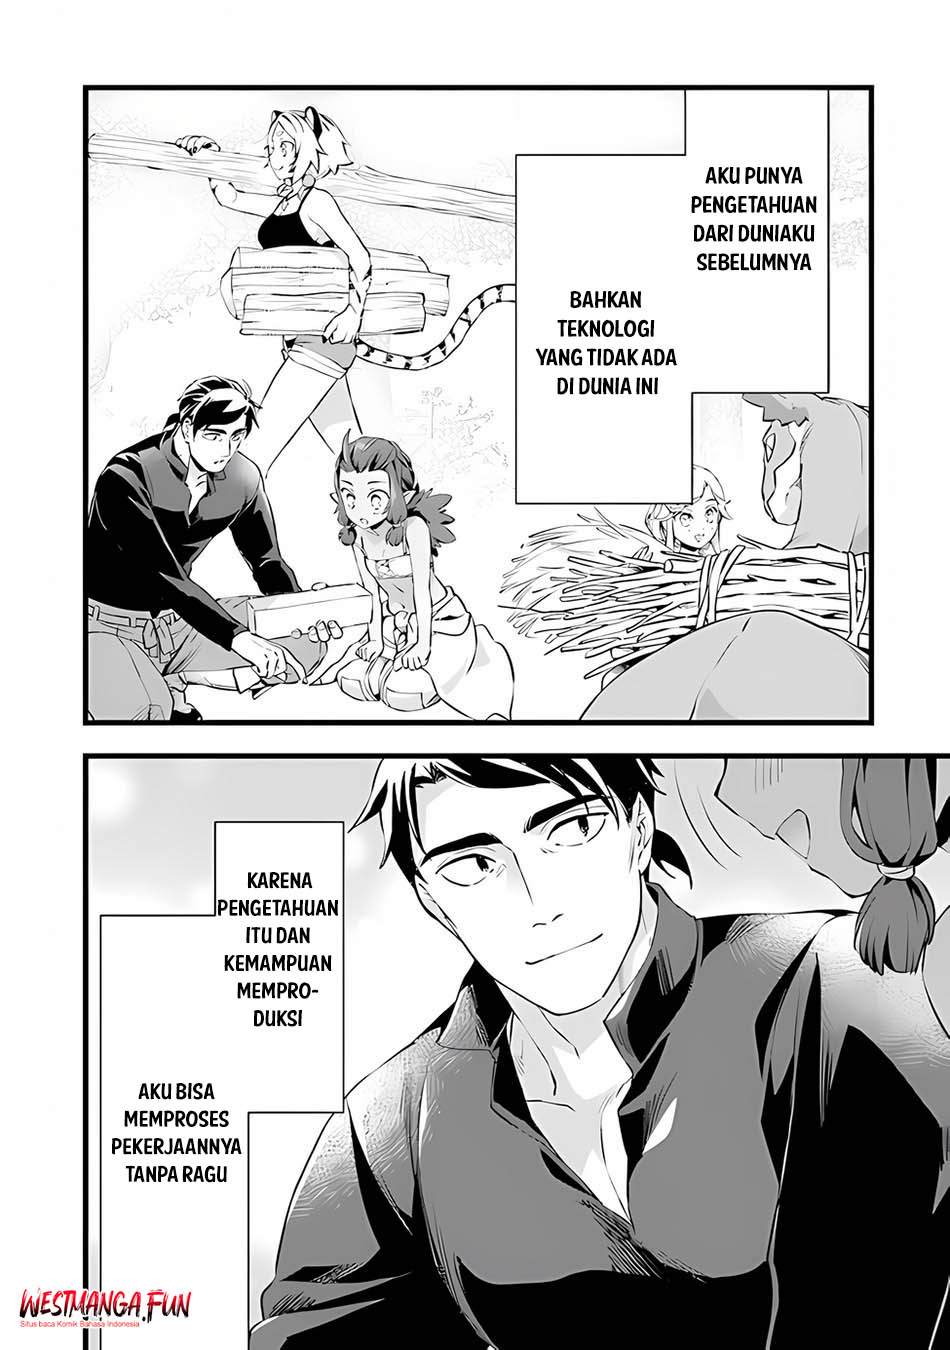 AKU PUNYA
PENGETAHUAN
DARI DUNIAKU
SEBELUMNYA
BAHKAN
TEKNOLOGI
YANG TIDAK ADA
DI DUNIA INI
KARENA
PENGETAHUAN
ITU DAN
KEMAMPUAN
MEMPRO-
DUKSI
AKU BISA
MEMPROSES
PEKERJAANNYA
TANPA RAGU
WESTMANGA.FUN
Situs baca Komik Bahasa Indonesia